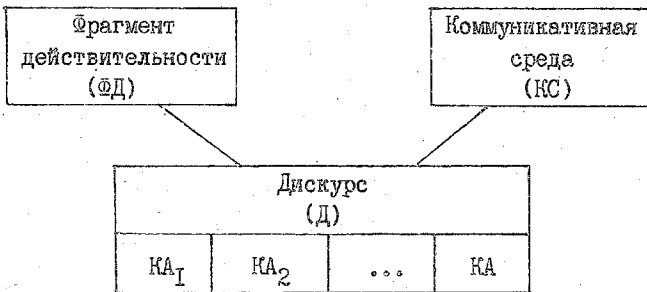 Фрагмент
действительности
(ФД)
Коммуникативная
среда
(КС)
Дискурс
(Д)
КА₁ КА₂ ... КА